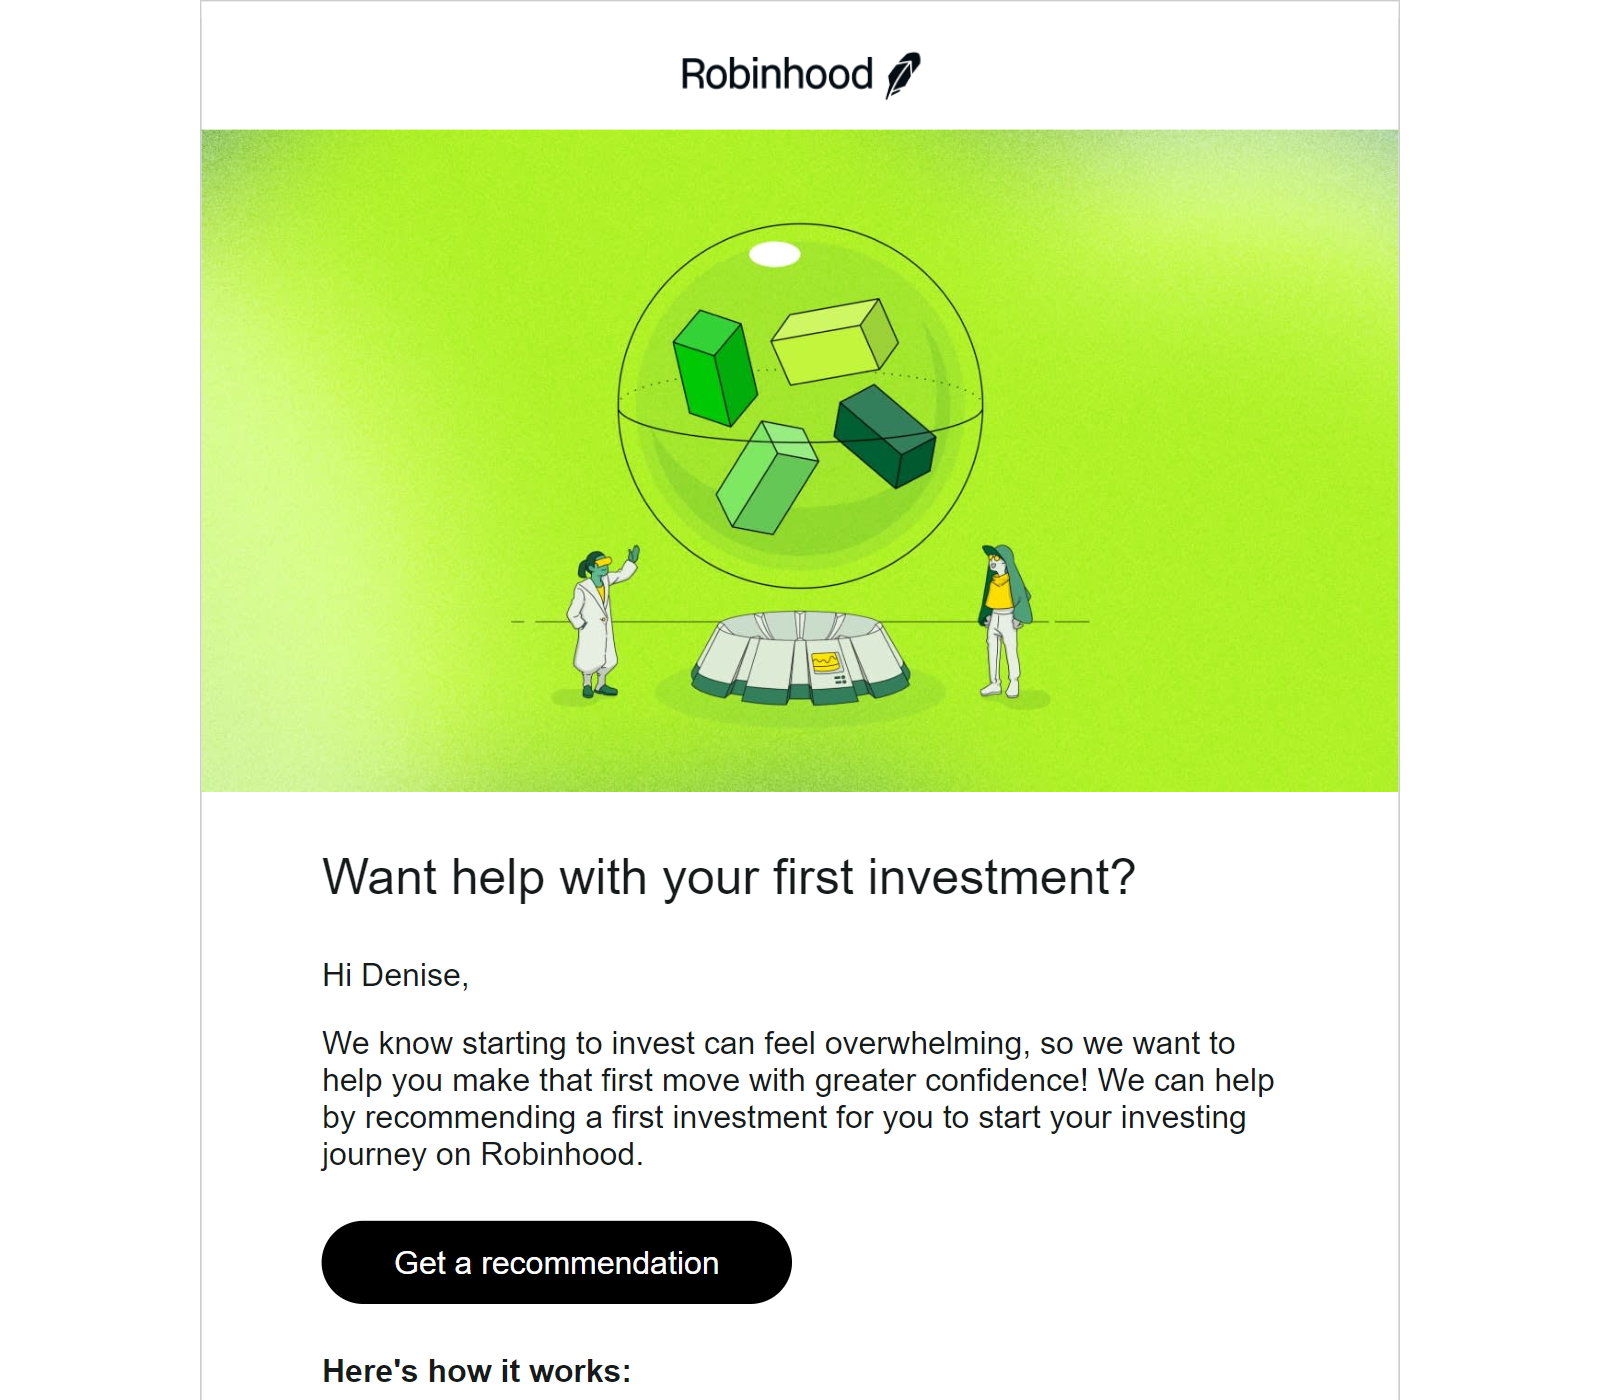 Robinhood
Want help with your first investment?
Hi Denise,
We know starting to invest can feel overwhelming, so we want to
help you make that first move with greater confidence! We can help
by recommending a first investment for you to start your investing
journey on Robinhood.
Get a recommendation
Here's how it works: